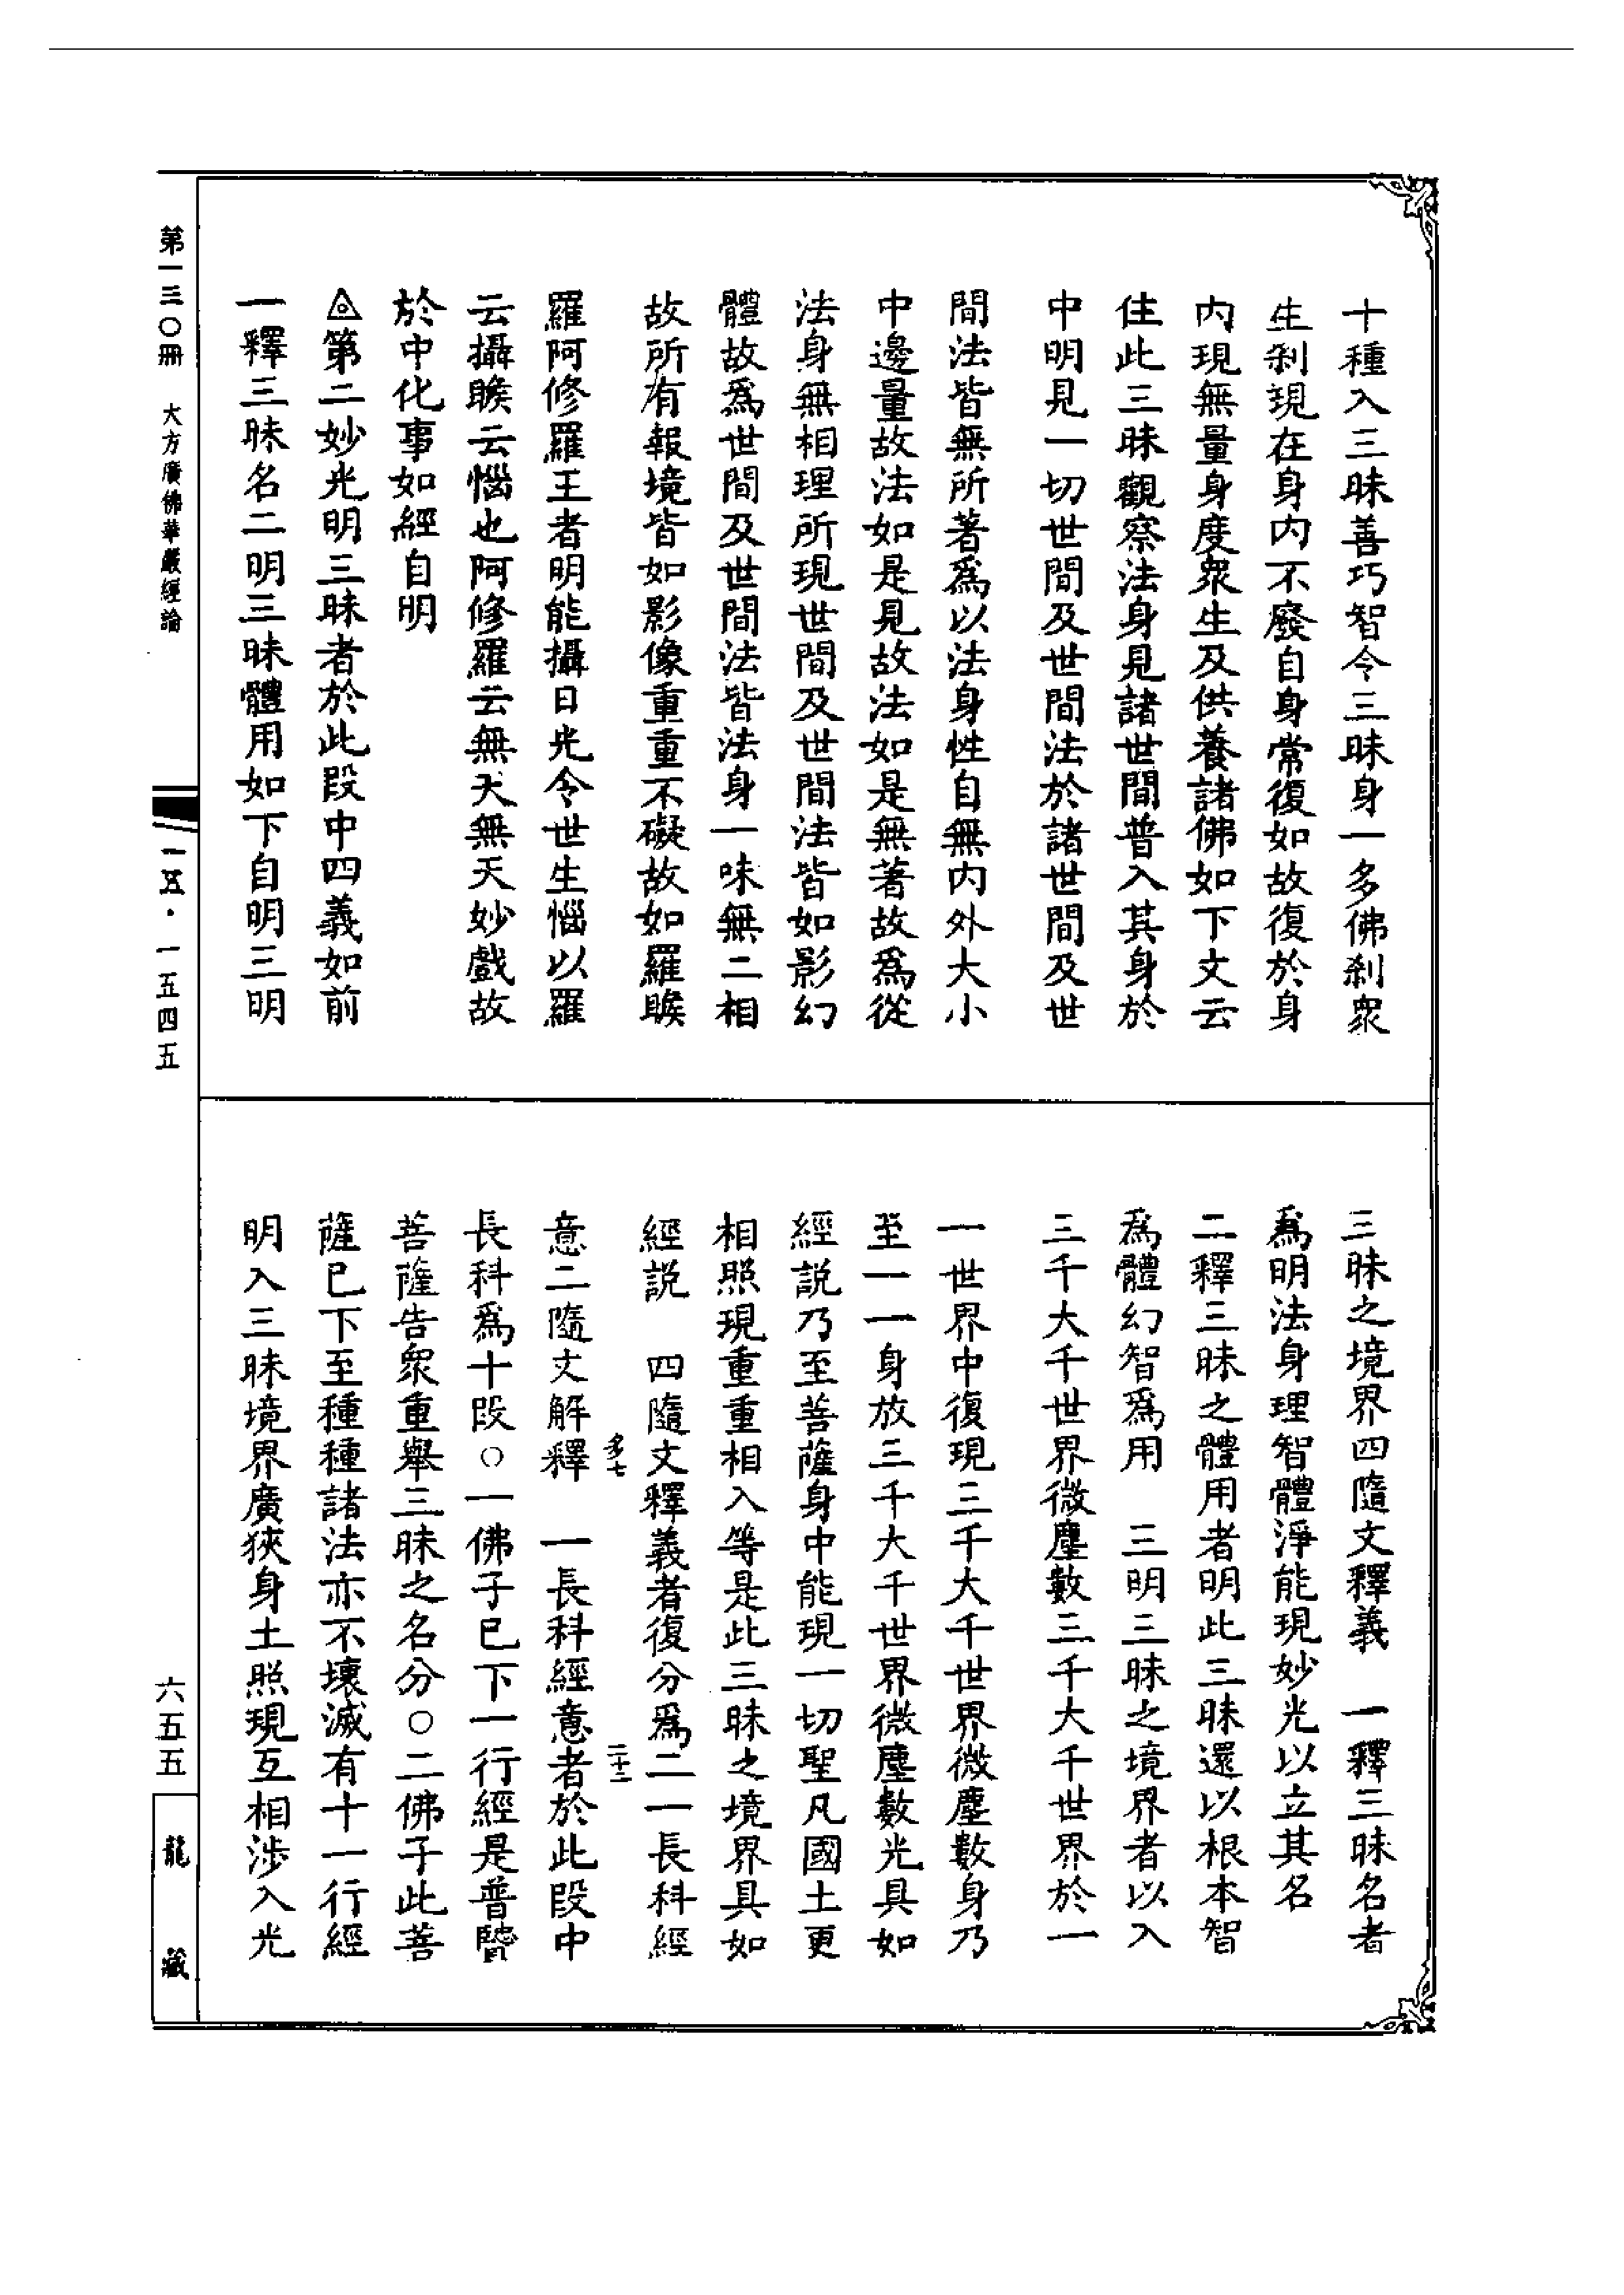 十種入三昧善巧智令三昧身一多佛刹衆
生刹現在身内不廢自身常復如故復於身
内現無量身度衆生及供養諸佛如下文云
住此三昧觀察法身見諸世間普入其身於
中明見一切世間及世間法於諸世間及世
間法皆無所著爲以法身性自無内外大小
中邊量故法如是見故法如是無著故爲從
法身無相理所現世間及世間法皆如影幻
體故爲世間及世間法皆法身一味無二相
故所有報境皆如影像重重不礙故如羅睺
羅阿修羅王者明能攝日光令世生惱以羅
云攝睺云惱也阿修羅云無天無天妙戲故
於中化事如經自明
◬第二妙光明三昧者於此段中四義如前
一釋三昧名二明三昧體用如下自明三明
三昧之境界四隨文釋義　一釋三昧名者
爲明法身理智體淨能現妙光以立其名
二釋三昧之體用者明此三昧還以根本智
爲體幻智爲用　三明三昧之境界者以入
三千大千世界微塵數三千大千世界於一
一世界中復現三千大千世界微塵數身乃
至一一身放三千大千世界微塵數光具如
經説乃至菩薩身中能現一切聖凡國土更
相照現重重相入等是此三昧之境界具如
經説　四隨文釋義者復分爲二一長科經
多七　二十二
意二隨文解釋　一長科經意者於此段中
長科爲十段○一佛子已下一行經是普賢
菩薩告衆重舉三昧之名分○二佛子此菩
薩已下至種種諸法亦不壞滅有十一行經
明入三昧境界廣狹身土照現互相涉入光
第一三〇冊　大方廣佛華嚴經論
一五·一五四五
六五五
龍藏